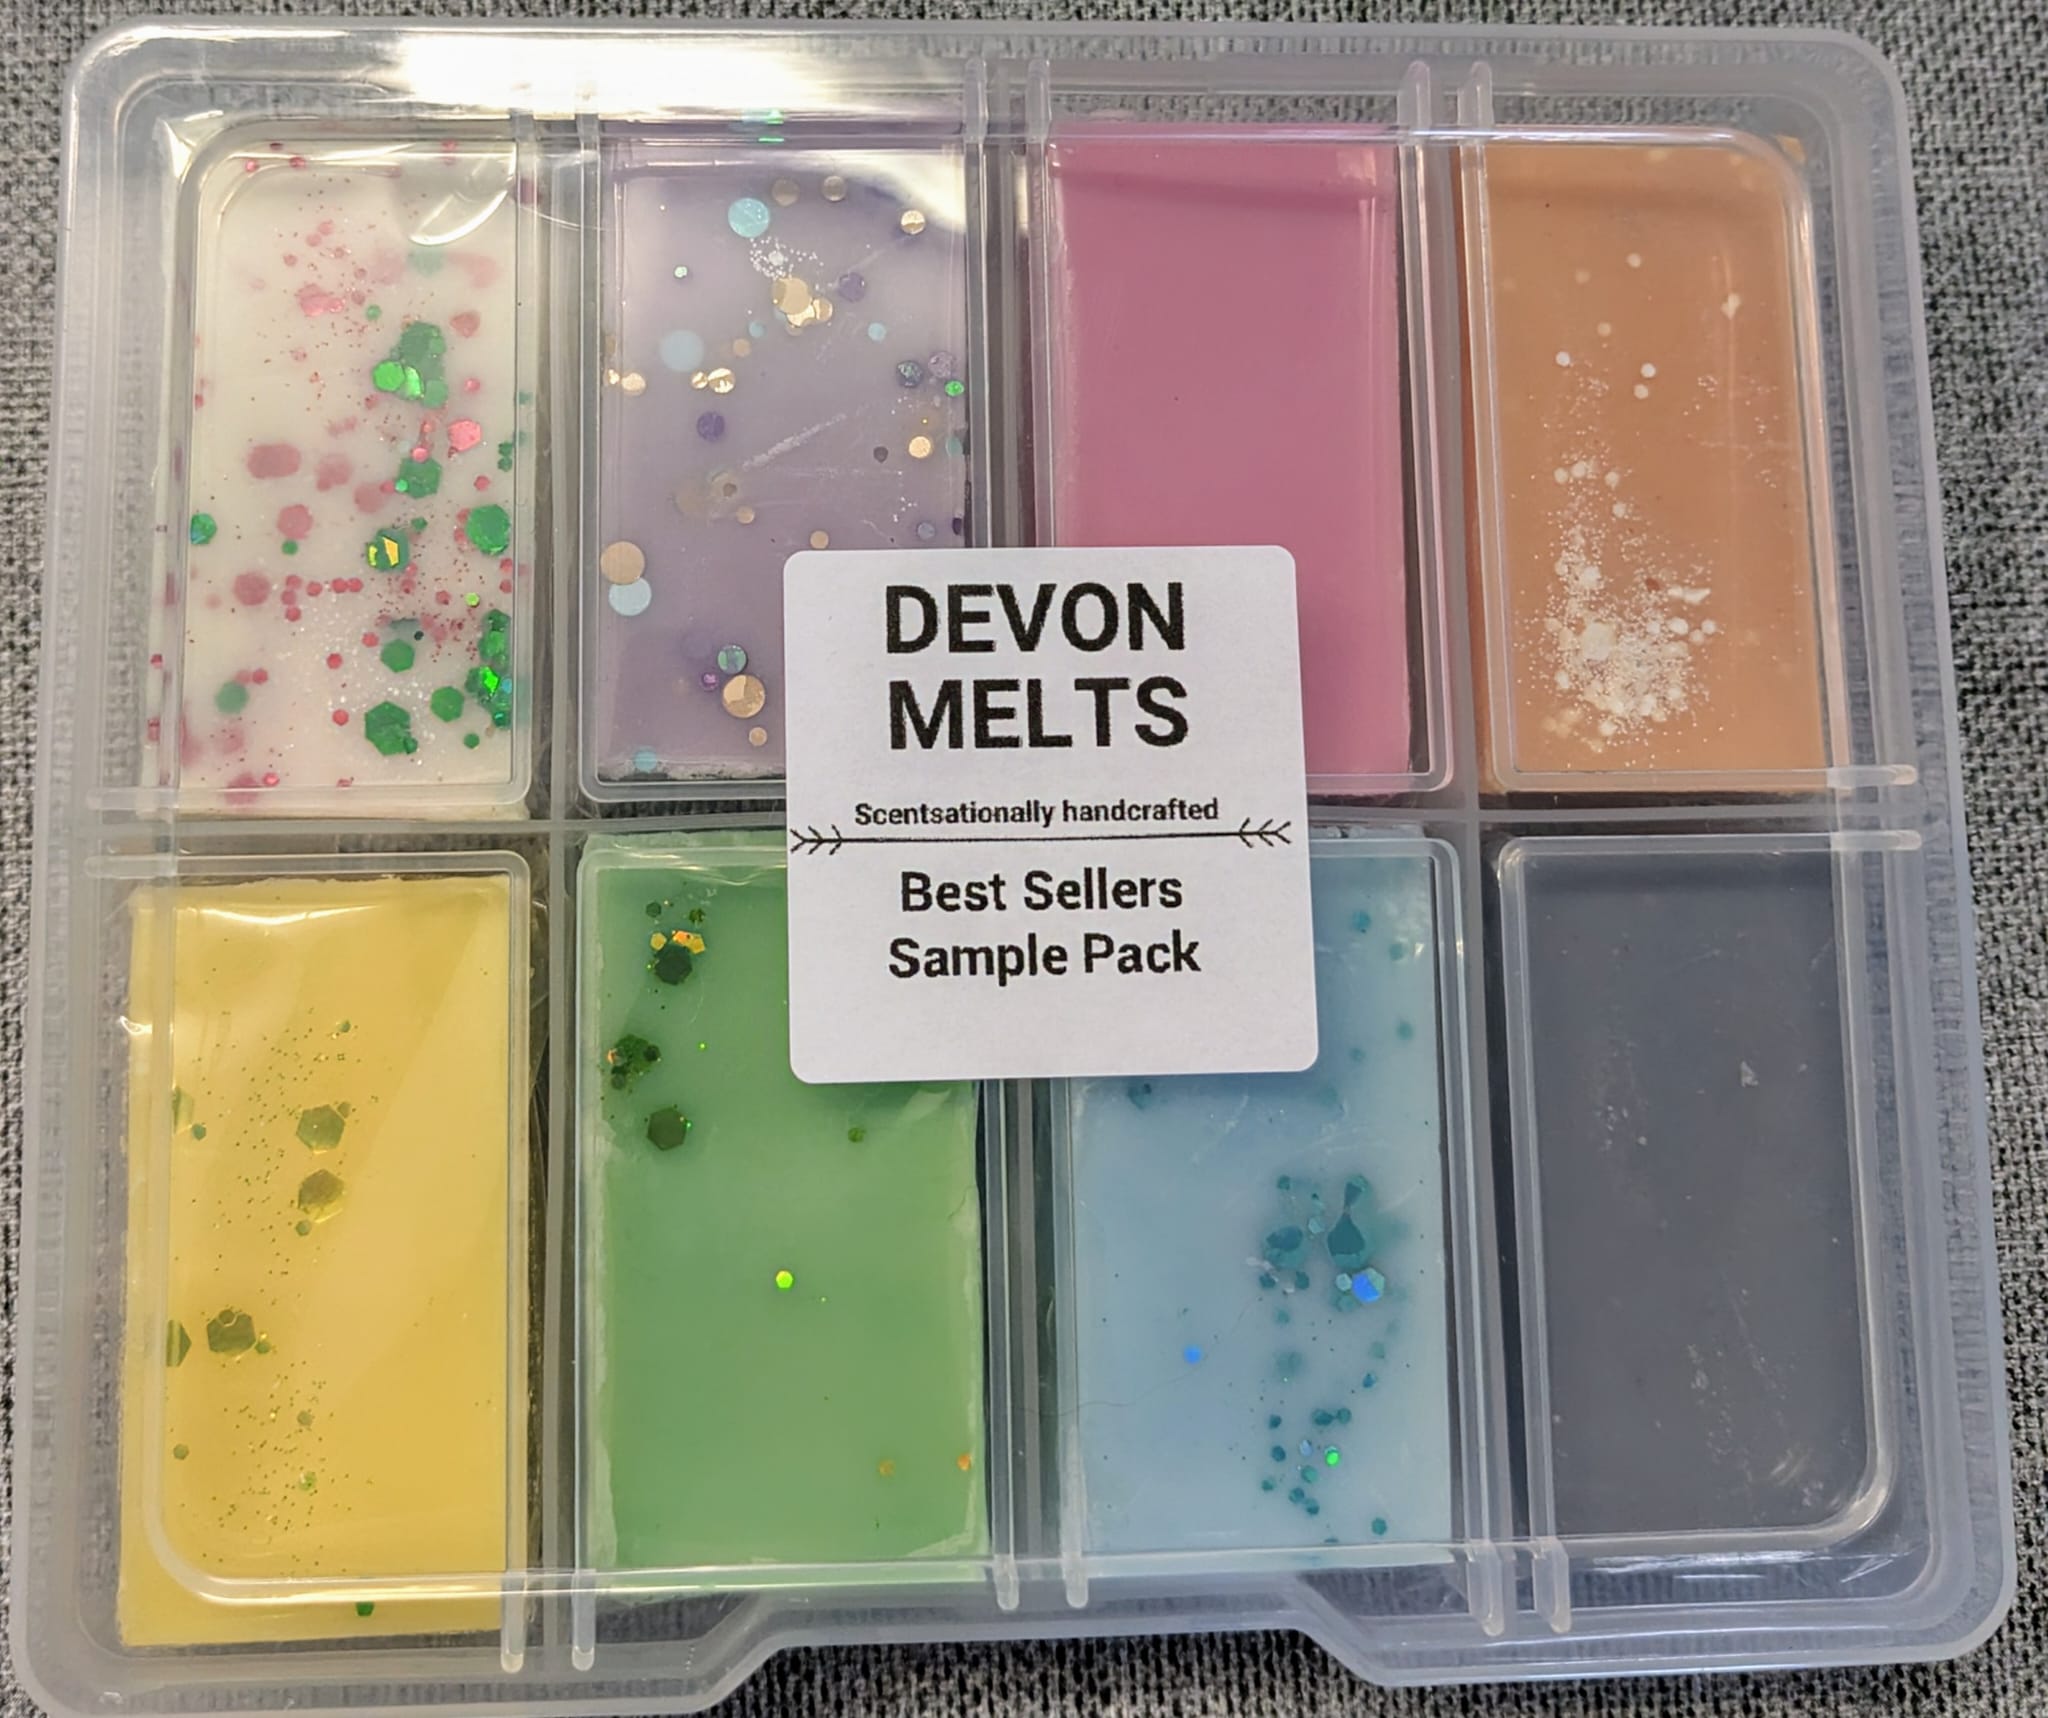 DEVON
MELTS
Scentsationally handcrafted
Best Sellers
Sample Pack